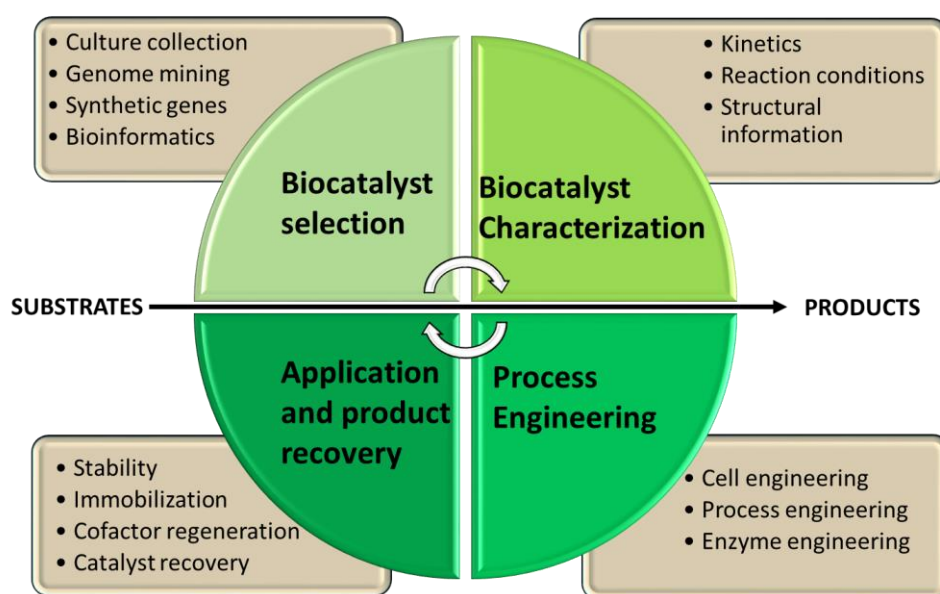 • Culture collection
• Genome mining
• Synthetic genes
• Bioinformatics
• Kinetics
• Reaction conditions
• Structural
information
Biocatalyst
selection
Biocatalyst
Characterization
SUBSTRATES
PRODUCTS
Application
and product
recovery
Process
Engineering
• Stability
• Immobilization
• Cofactor regeneration
• Catalyst recovery
• Cell engineering
• Process engineering
• Enzyme engineering